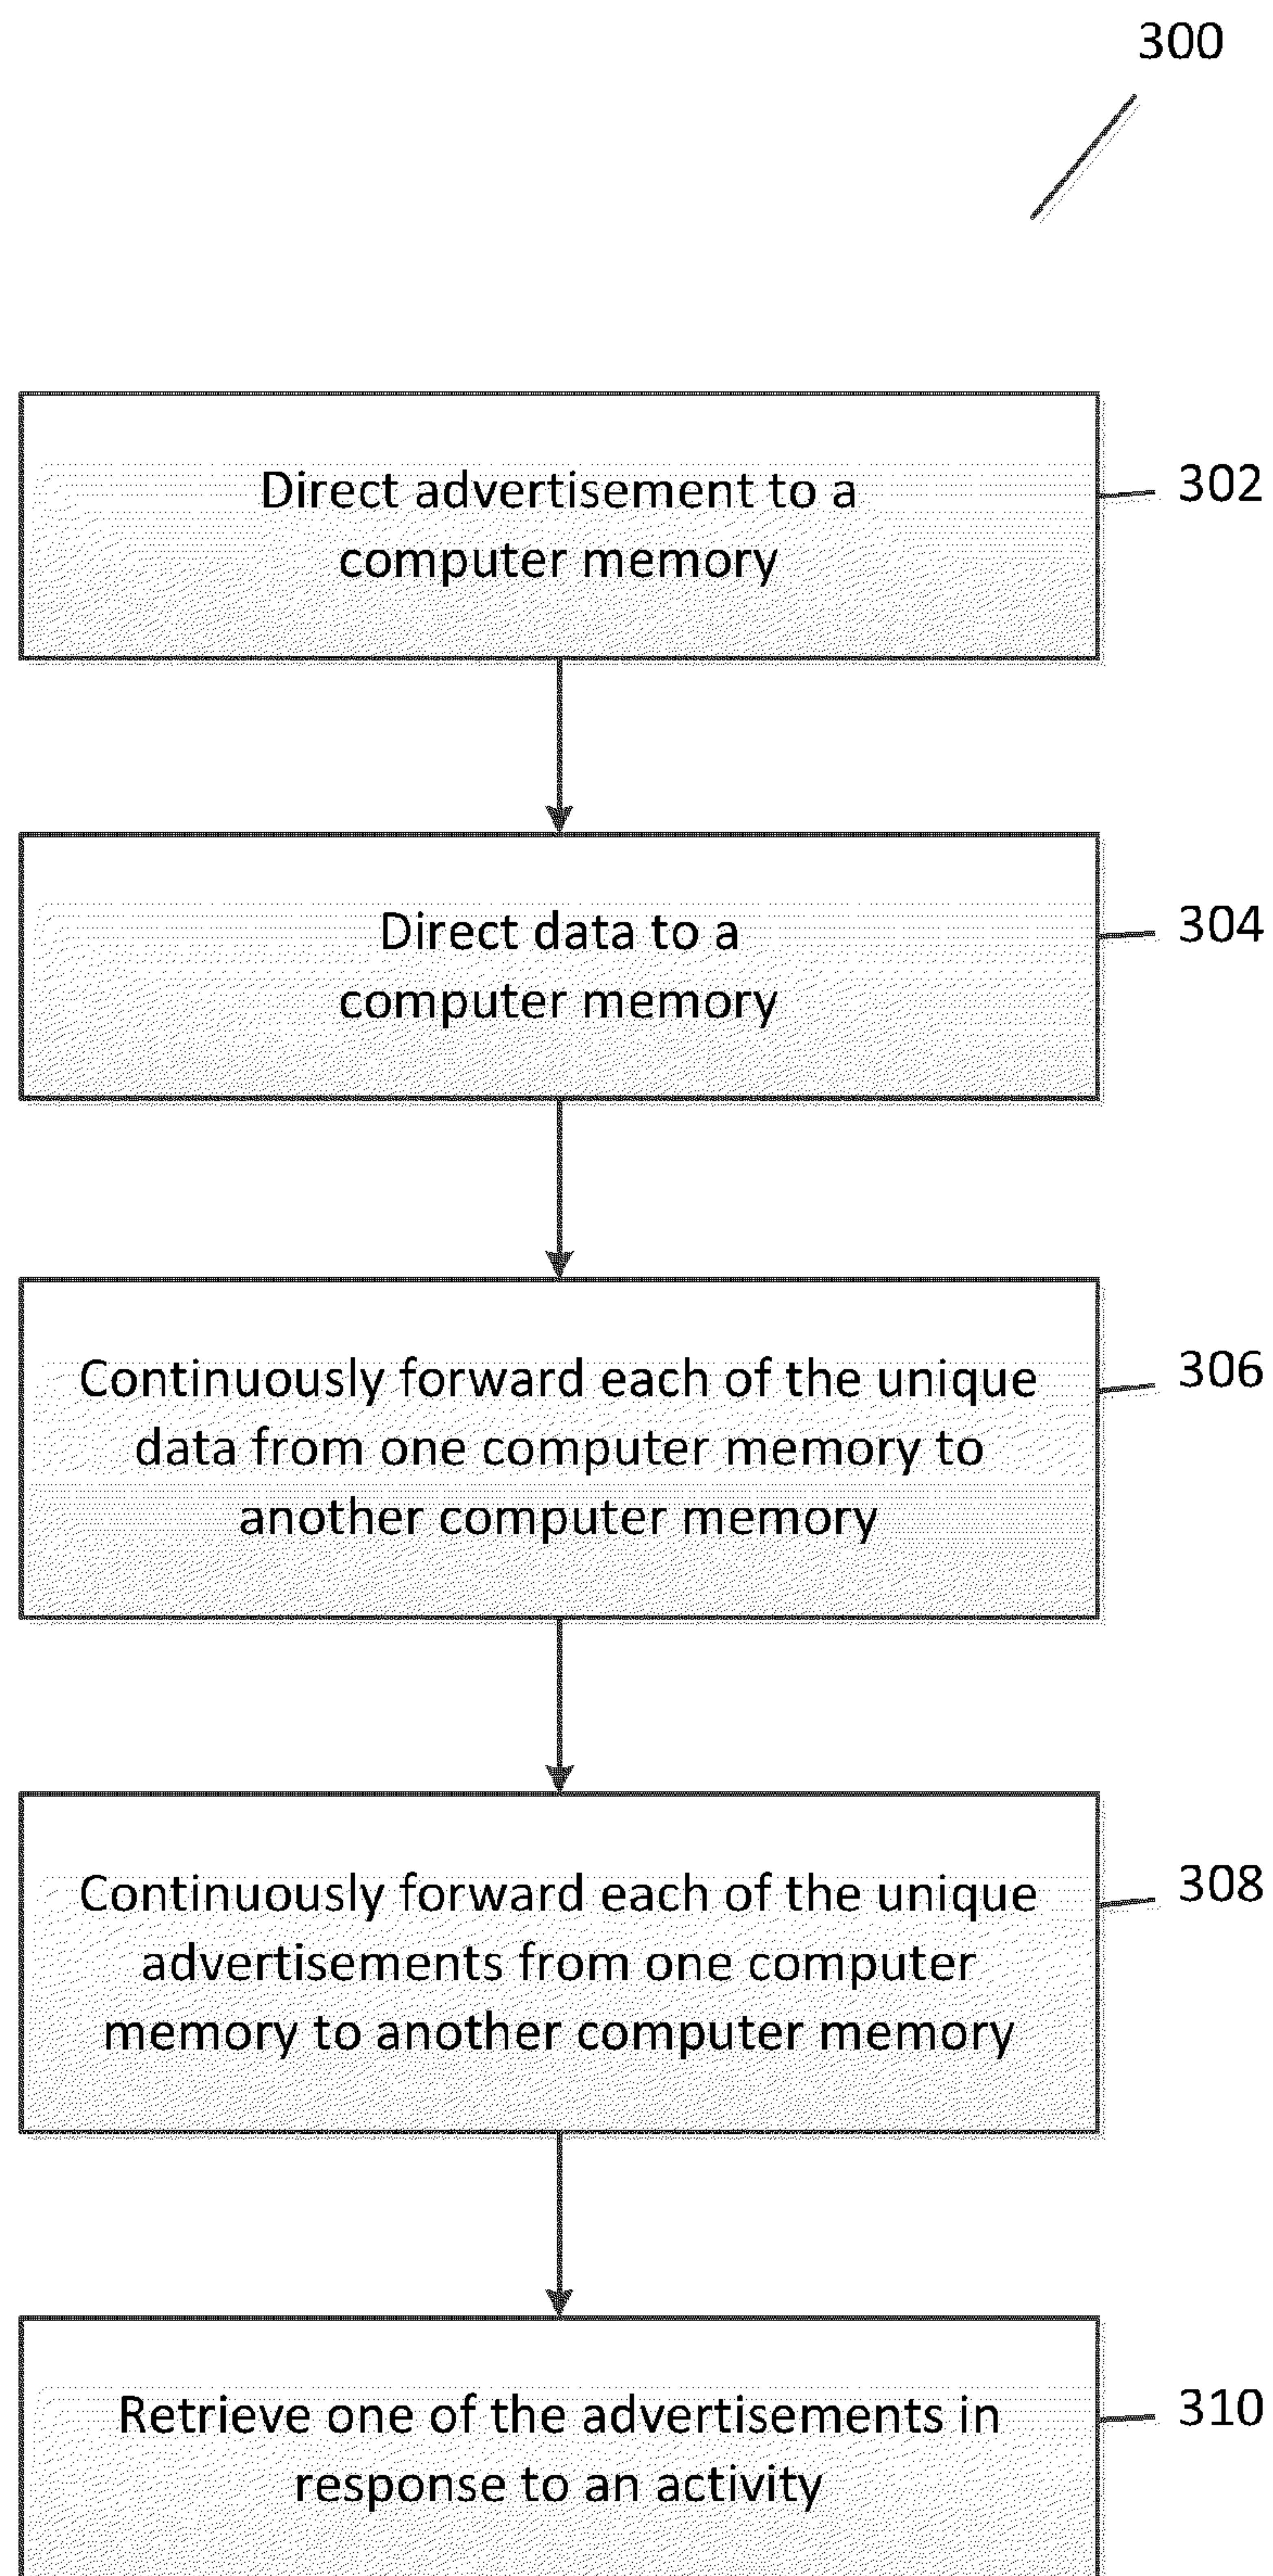 300
Direct advertisement to a
computer memory
302
Direct data to a
computer memory
304
Continuously forward each of the unique
data from one computer memory to
another computer memory
306
Continuously forward each of the unique
advertisements from one computer
memory to another computer memory
308
Retrieve one of the advertisements in
response to an activity
310